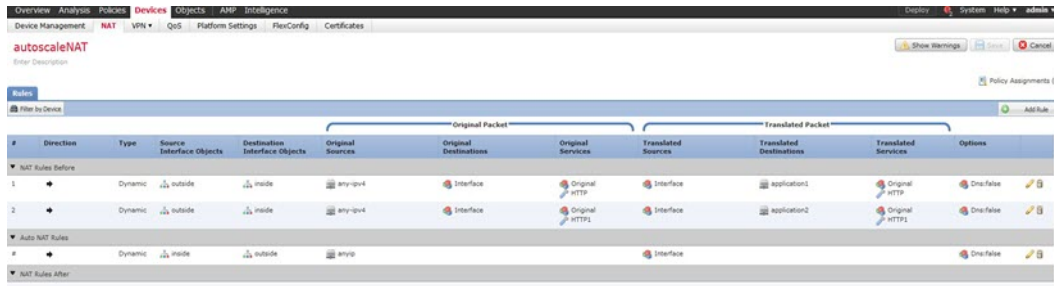 Overview Analysis Policies Devices Objects AMP Intelligence Deploy System Help admin
Device Management NAT VPN QoS Platform Settings FlexConfig Certificates
autoscaleNAT
Show Warnings Save Cancel
Enter Description
Policy Assignments (
Rules
Filter by Device Add Rule
Original Packet Translated Packet
# Direction Type Source Interface Objects Destination Interface Objects Original Sources Original Destinations Original Services Translated Sources Translated Destinations Translated Services Options
NAT Rules Before
1 Dynamic outside inside any-ipv4 Interface Original HTTP Interface application1 Original HTTP Dns:false
2 Dynamic outside inside any-ipv4 Interface Original HTTP1 Interface application2 Original HTTP1 Dns:false
Auto NAT Rules
# Dynamic inside outside anyip Interface Dns:false
NAT Rules After